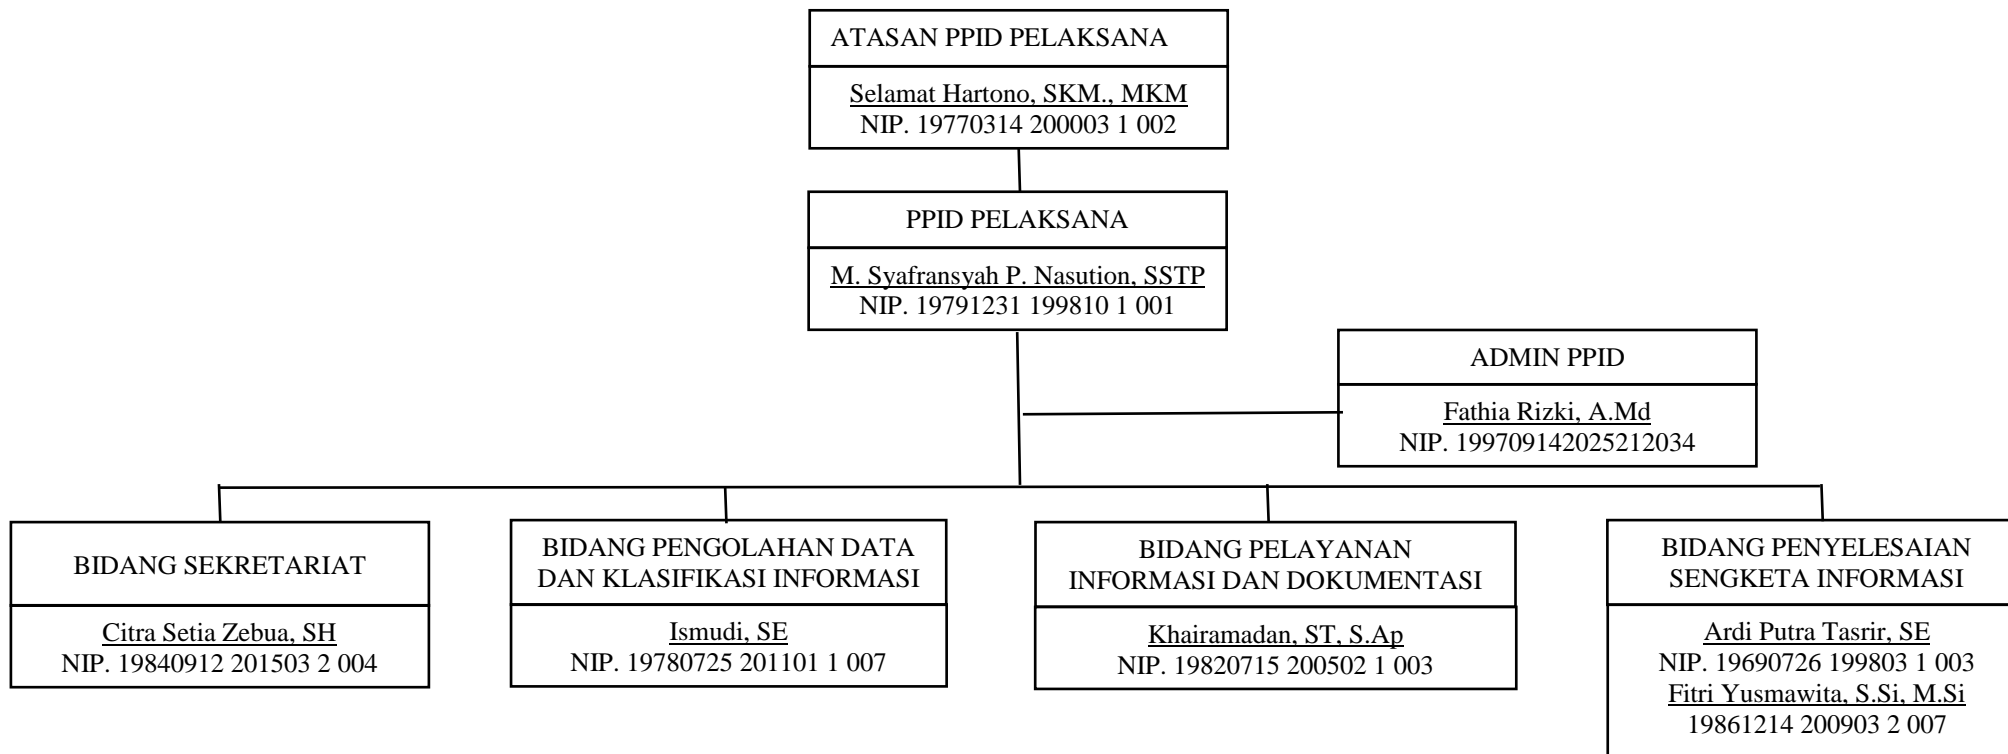 ATASAN PPID PELAKSANA
Selamat Hartono, SKM., MKM
NIP. 19770314 200003 1 002
PPID PELAKSANA
M. Syafransyah P. Nasution, SSTP
NIP. 19791231 199810 1 001
ADMIN PPID
Fathia Rizki, A.Md
NIP. 199709142025212034
BIDANG SEKRETARIAT
Citra Setia Zebua, SH
NIP. 19840912 201503 2 004
BIDANG PENGOLAHAN DATA
DAN KLASIFIKASI INFORMASI
Ismudi, SE
NIP. 19780725 201101 1 007
BIDANG PELAYANAN
INFORMASI DAN DOKUMENTASI
Khairamadan, ST, S.Ap
NIP. 19820715 200502 1 003
BIDANG PENYELESAIAN
SENGKETA INFORMASI
Ardi Putra Tasrir, SE
NIP. 19690726 199803 1 003
Fitri Yusmawita, S.Si, M.Si
19861214 200903 2 007